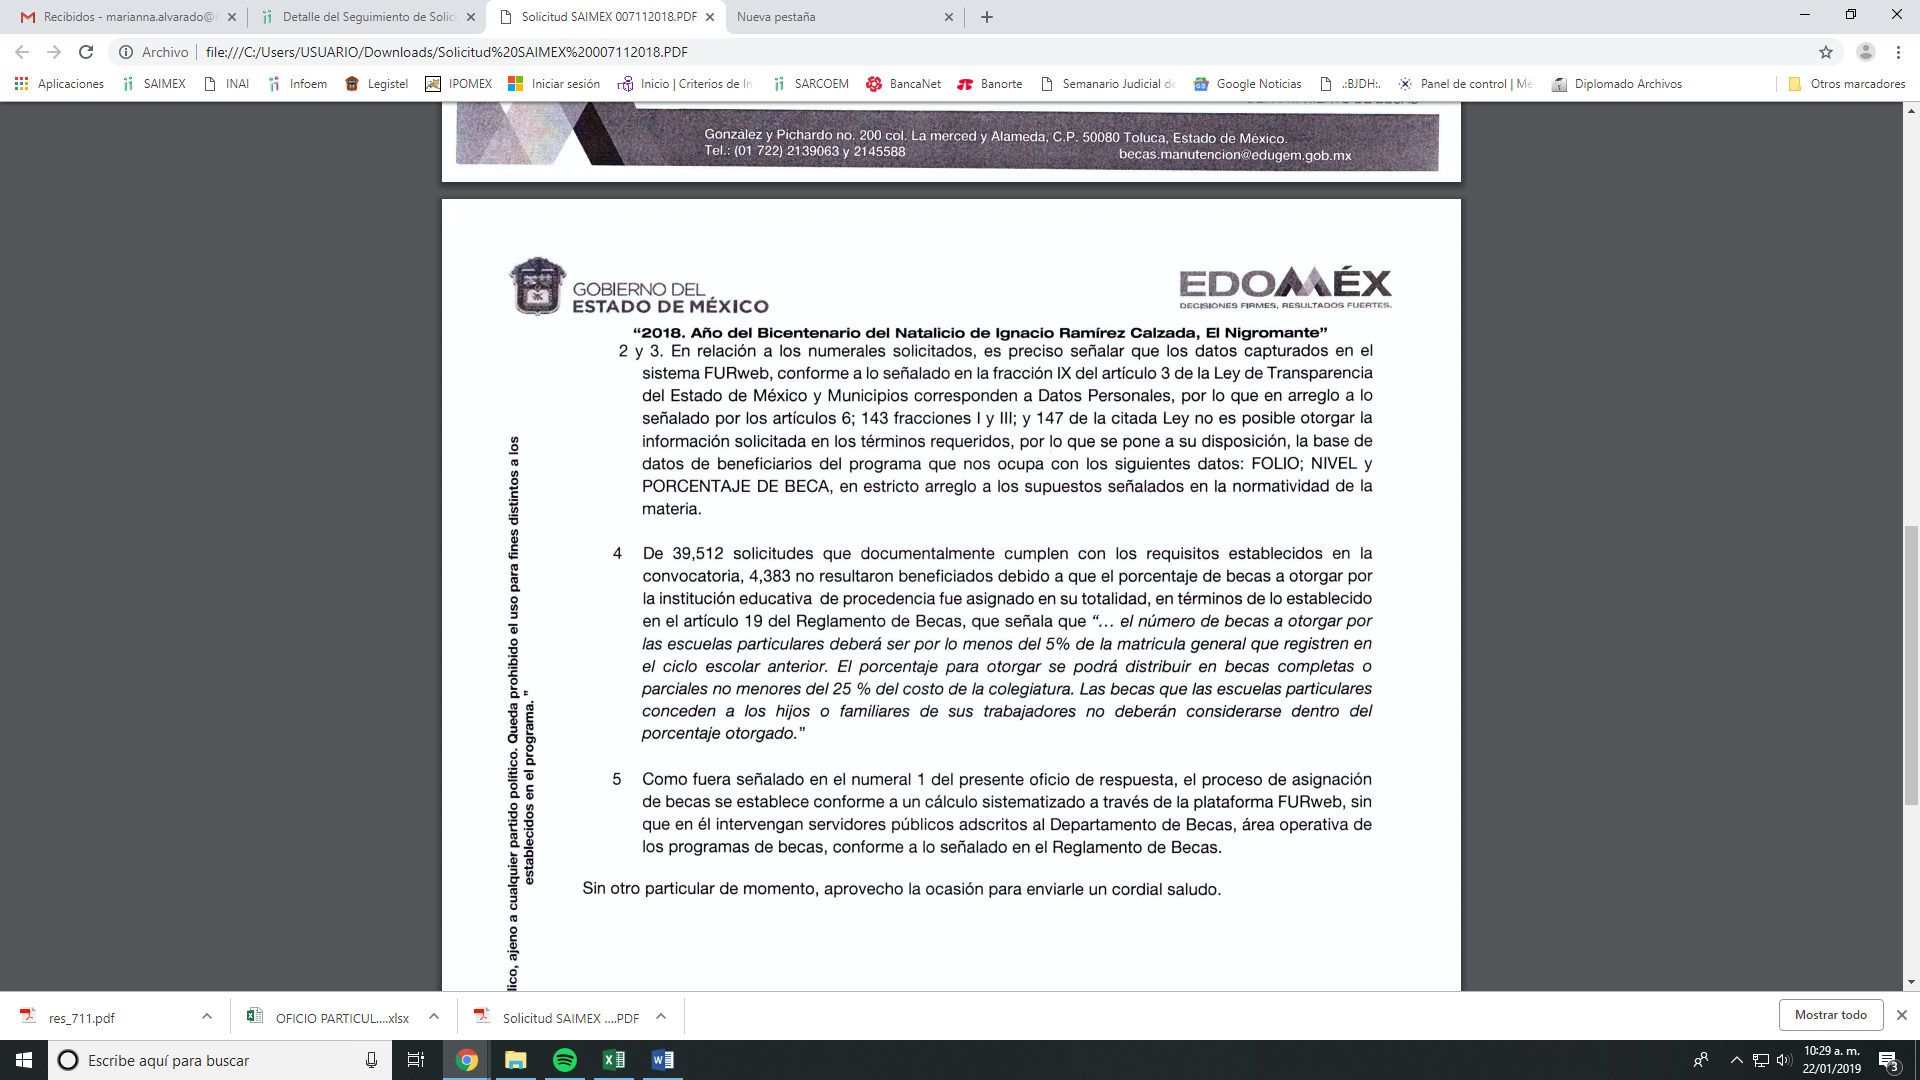 Recibidos - marianna.alvarado@i
Detalle del Seguimiento de Solici
Solicitud SAIMEX 007112018.PDF
Nueva pestaña
Archivo
file:///C:/Users/USUARIO/Downloads/Solicitud%20SAIMEX%20007112018.PDF
Aplicaciones
SAIMEX
INAI
Infoem
Legistel
IPOMEX
Iniciar sesión
Inicio | Criterios de In
SARCOEM
BancaNet
Banorte
Semanario Judicial de
Google Noticias
.:BJDH:.
Panel de control | Mé
Diplomado Archivos
Otros marcadores
González y Pichardo no. 200 col. La merced y Alameda, C.P. 50080 Toluca, Estado de México.
Tel.: (01 722) 2139063 y 2145588
becas.manutencion@edugem.gob.mx
GOBIERNO DEL
ESTADO DE MÉXICO
EDOMÉX
DECISIONES FIRMES, RESULTADOS FUERTES.
“2018. Año del Bicentenario del Natalicio de Ignacio Ramírez Calzada, El Nigromante”
2 y 3. En relación a los numerales solicitados, es preciso señalar que los datos capturados en el
sistema FURweb, conforme a lo señalado en la fracción IX del artículo 3 de la Ley de Transparencia
del Estado de México y Municipios corresponden a Datos Personales, por lo que en arreglo a lo
señalado por los artículos 6; 143 fracciones I y III; y 147 de la citada Ley no es posible otorgar la
información solicitada en los términos requeridos, por lo que se pone a su disposición, la base de
datos de beneficiarios del programa que nos ocupa con los siguientes datos: FOLIO; NIVEL y
PORCENTAJE DE BECA, en estricto arreglo a los supuestos señalados en la normatividad de la
materia.
4 De 39,512 solicitudes que documentalmente cumplen con los requisitos establecidos en la
convocatoria, 4,383 no resultaron beneficiados debido a que el porcentaje de becas a otorgar por
la institución educativa de procedencia fue asignado en su totalidad, en términos de lo establecido
en el artículo 19 del Reglamento de Becas, que señala que “... el número de becas a otorgar por
las escuelas particulares deberá ser por lo menos del 5% de la matricula general que registren en
el ciclo escolar anterior. El porcentaje para otorgar se podrá distribuir en becas completas o
parciales no menores del 25 % del costo de la colegiatura. Las becas que las escuelas particulares
conceden a los hijos o familiares de sus trabajadores no deberán considerarse dentro del
porcentaje otorgado.”
5 Como fuera señalado en el numeral 1 del presente oficio de respuesta, el proceso de asignación
de becas se establece conforme a un cálculo sistematizado a través de la plataforma FURweb, sin
que en él intervengan servidores públicos adscritos al Departamento de Becas, área operativa de
los programas de becas, conforme a lo señalado en el Reglamento de Becas.
Sin otro particular de momento, aprovecho la ocasión para enviarle un cordial saludo.
lico, ajeno a cualquier partido político. Queda prohibido el uso para fines distintos a los
establecidos en el programa.”
res_711.pdf
OFICIO PARTICUL....xlsx
Solicitud SAIMEX ....PDF
Mostrar todo
Escribe aquí para buscar
10:29 a. m.
22/01/2019
3